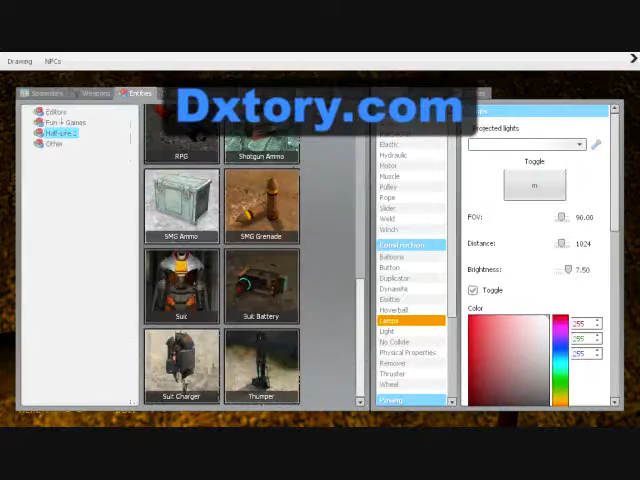 Drawing NPCs
Dxtory.com
Weapons
Entities
Editors
Fun + Games
Half-Life 2
Other
RPG
Shotgun Ammo
SMG Ammo
SMG Grenade
Suit
Suit Battery
Suit Charger
Thumper
Elastic
Hydraulic
Motor
Muscle
Pulley
Rope
Slider
Weld
Winch
Construction
Balloons
Button
Duplicator
Dynamite
Emitter
Hoverball
Lamps
Light
No Collide
Physical Properties
Remover
Thruster
Wheel
Posing
Projected lights
Toggle
m
FOV: 90.00
Distance: 1024
Brightness: 7.50
Toggle
Color
255
255
255